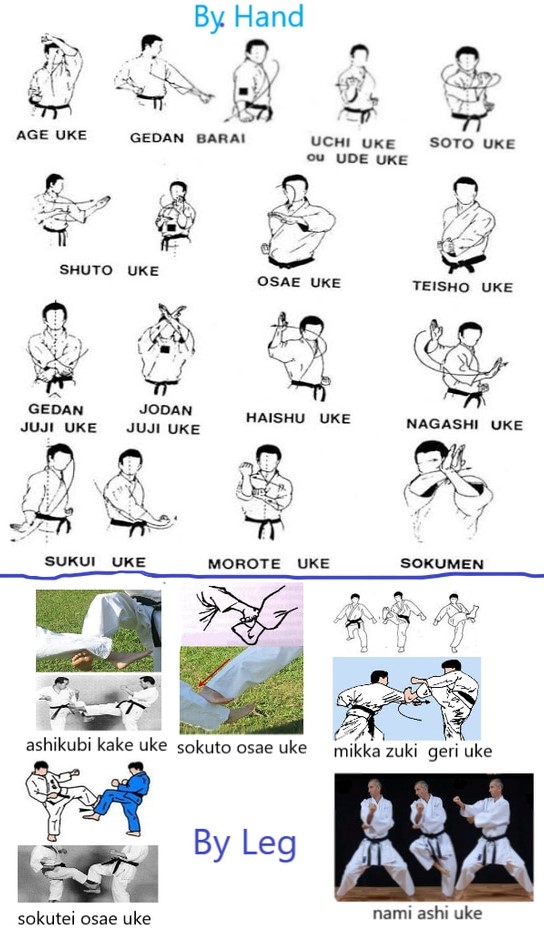 By Hand
AGE UKE
GEDAN BARAI
UCHI UKE
ou UDE UKE
SOTO UKE
SHUTO UKE
OSAE UKE
TEISHO UKE
GEDAN
JUJI UKE
JODAN
JUJI UKE
HAISHU UKE
NAGASHI UKE
SUKUI UKE
MOROTE UKE
SOKUMEN
ashikubi kake uke
sokuto osae uke
mikka zuki geri uke
By Leg
sokutei osae uke
nami ashi uke